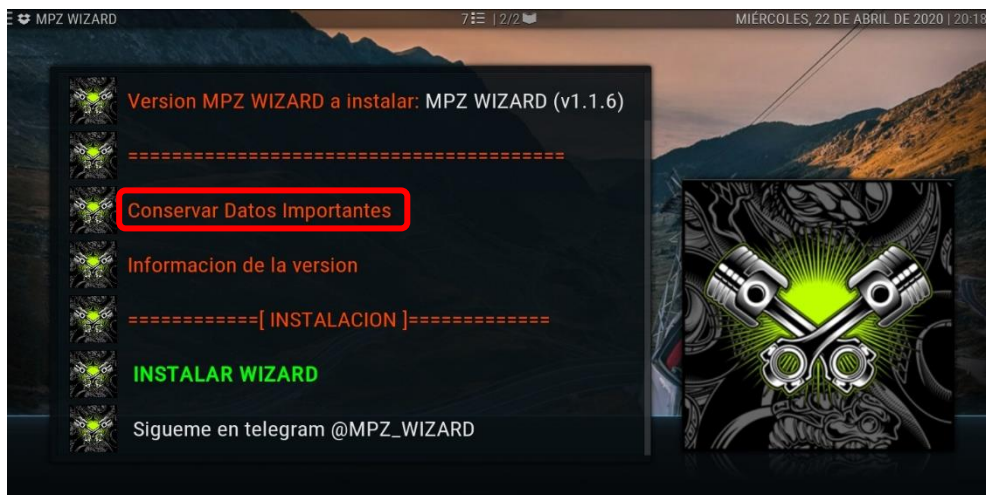 MPZ WIZARD
7 | 2/2
MIÉRCOLES, 22 DE ABRIL DE 2020 | 20:18
Version MPZ WIZARD a instalar: MPZ WIZARD (v1.1.6)
=======================================
Conservar Datos Importantes
Informacion de la version
============[ INSTALACION ]=============
INSTALAR WIZARD
Sigueme en telegram @MPZ_WIZARD